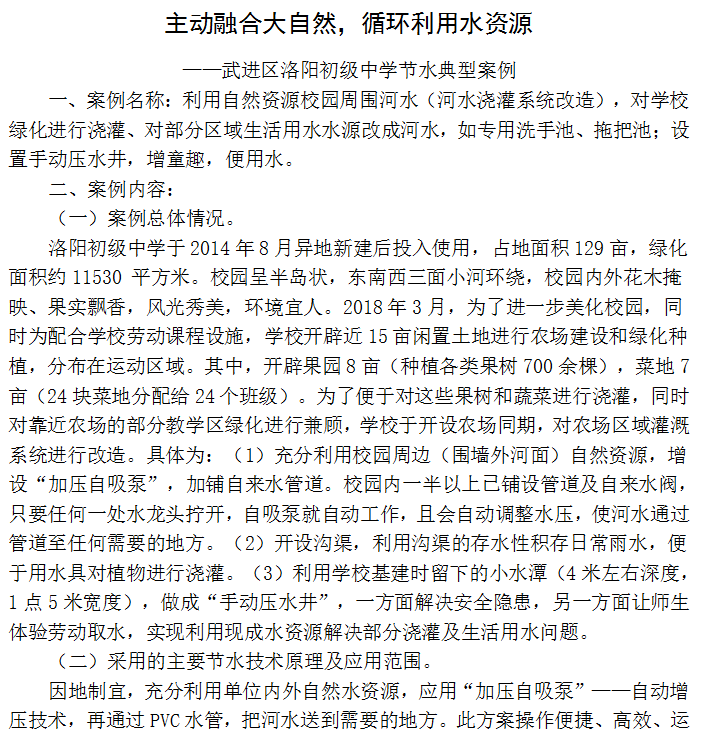 主动融合大自然，循环利用水资源
——武进区洛阳初级中学节水典型案例
一、案例名称：利用自然资源校园周围河水（河水浇灌系统改造），对学校
绿化进行浇灌、对部分区域生活用水水源改成河水，如专用洗手池、拖把池；设
置手动压水井，增童趣，便用水。
二、案例内容：
（一）案例总体情况。
洛阳初级中学于 2014 年 8 月异地新建后投入使用，占地面积 129 亩，绿化
面积约 11530 平方米。校园呈半岛状，东南西三面小河环绕，校园内外花木掩
映、果实飘香，风光秀美，环境宜人。2018 年 3 月，为了进一步美化校园，同
时为配合学校劳动课程设施，学校开辟近 15 亩闲置土地进行农场建设和绿化种
植，分布在运动区域。其中，开辟果园 8 亩（种植各类果树 700 余棵），菜地 7
亩（24 块菜地分配给 24 个班级）。为了便于对这些果树和蔬菜进行浇灌，同时
对靠近农场的部分教学区绿化进行兼顾，学校于开设农场同期，对农场区域灌溉
系统进行改造。具体为：（1）充分利用校园周边（围墙外河面）自然资源，增
设“加压自吸泵”，加铺自来水管道。校园内一半以上已铺设管道及自来水阀，
只要任何一处水龙头拧开，自吸泵就自动工作，且会自动调整水压，使河水通过
管道至任何需要的地方。（2）开设沟渠，利用沟渠的存水性积存日常雨水，便
于用水具对植物进行浇灌。（3）利用学校基建时留下的小水潭（4 米左右深度，
1 点 5 米宽度），做成“手动压水井”，一方面解决安全隐患，另一方面让师生
体验劳动取水，实现利用现成水资源解决部分浇灌及生活用水问题。
（二）采用的主要节水技术原理及应用范围。
因地制宜，充分利用单位内外自然水资源，应用“加压自吸泵”——自动增
压技术，再通过 PVC 水管，把河水送到需要的地方。此方案操作便捷、高效、运